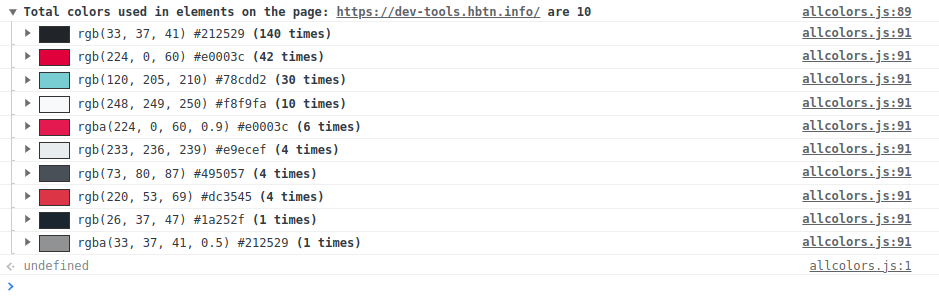 Total colors used in elements on the page: https://dev-tools.hbtn.info/ are 10 allcolors.js:89
rgb(33, 37, 41) #212529 (140 times) allcolors.js:91
rgb(224, 0, 60) #e0003c (42 times) allcolors.js:91
rgb(120, 205, 210) #78cdd2 (30 times) allcolors.js:91
rgb(248, 249, 250) #f8f9fa (10 times) allcolors.js:91
rgba(224, 0, 60, 0.9) #e0003c (6 times) allcolors.js:91
rgb(233, 236, 239) #e9ecef (4 times) allcolors.js:91
rgb(73, 80, 87) #495057 (4 times) allcolors.js:91
rgb(220, 53, 69) #dc3545 (4 times) allcolors.js:91
rgb(26, 37, 47) #1a252f (1 times) allcolors.js:91
rgba(33, 37, 41, 0.5) #212529 (1 times) allcolors.js:91
undefined allcolors.js:1